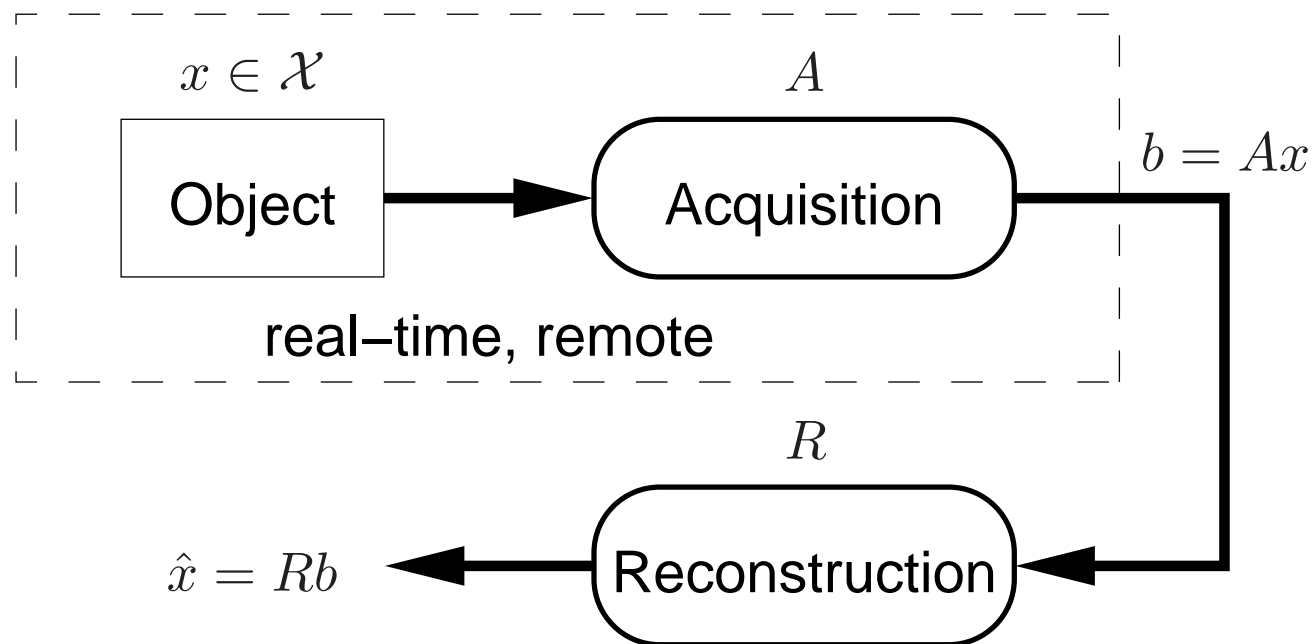 x ∈ 𝒳
A
b = Ax
Object
Acquisition
real–time, remote
R
x̂ = Rb
Reconstruction